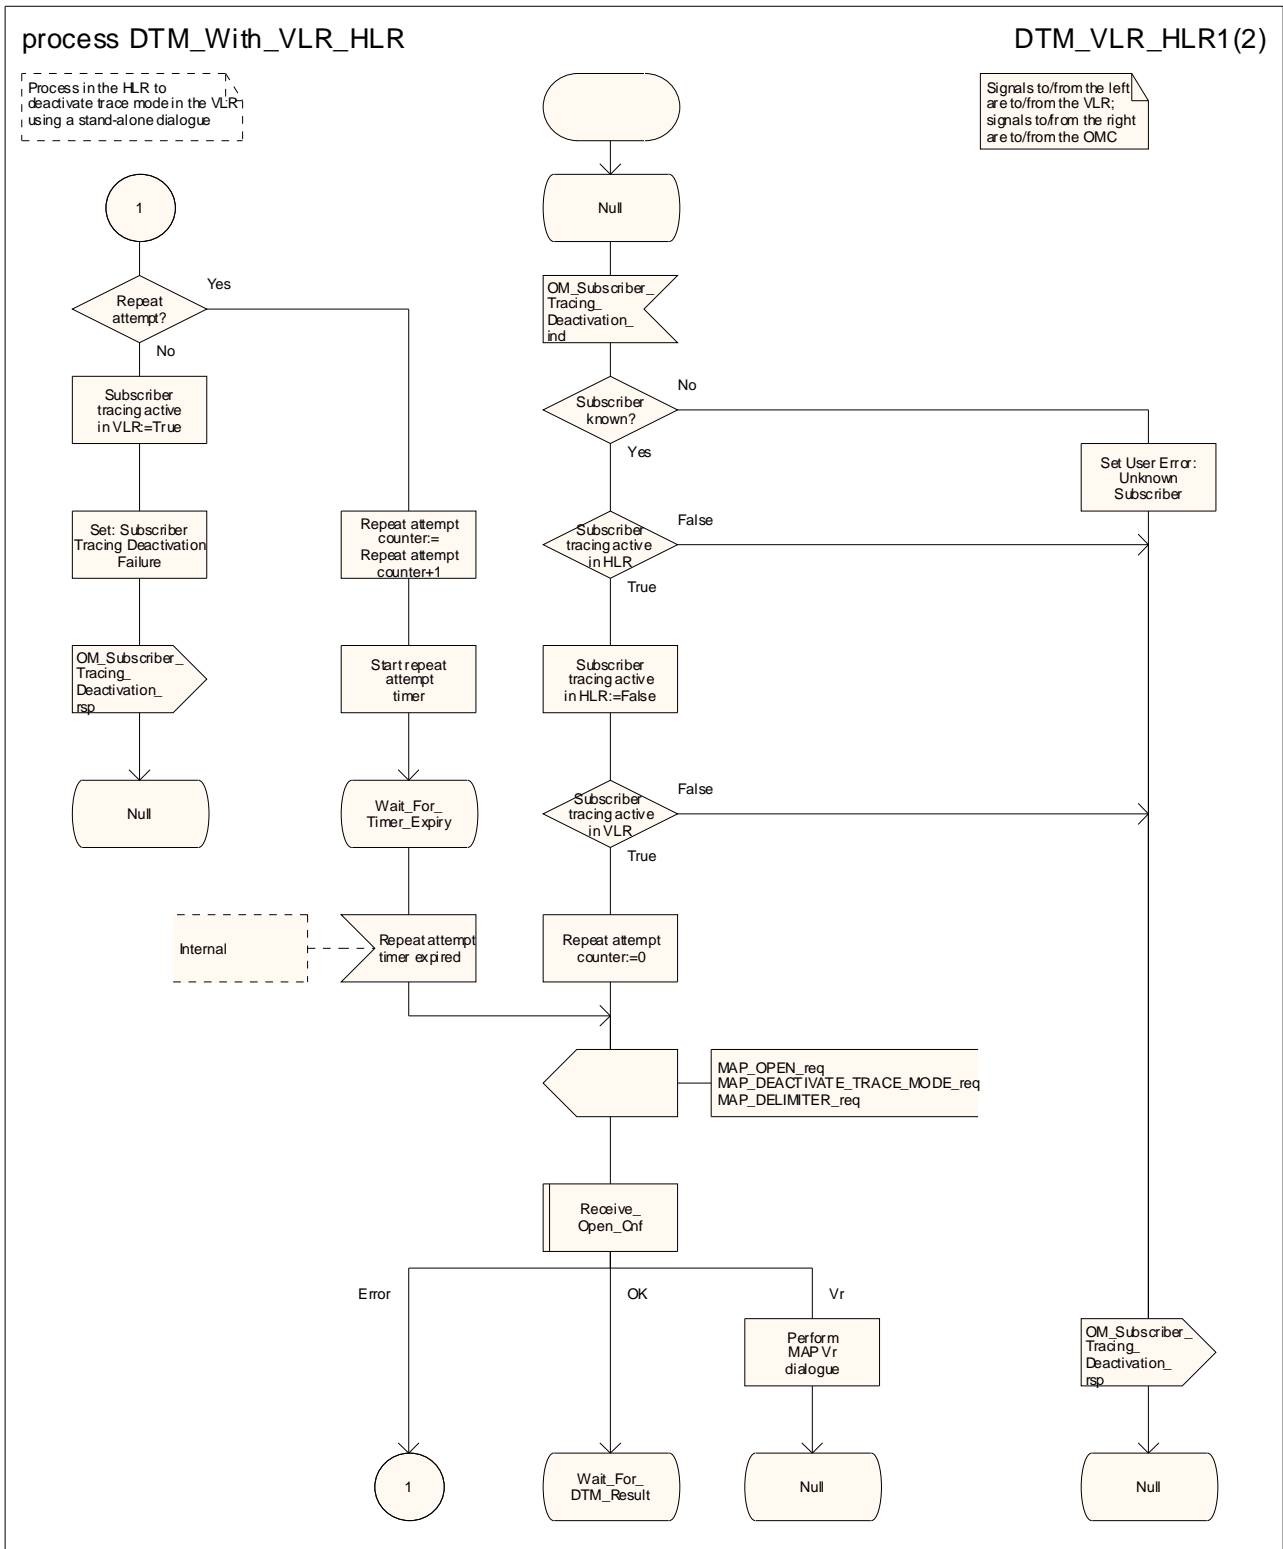 process DTM_With_VLR_HLR
DTM_VLR_HLR1(2)
Process in the HLR to
deactivate trace mode in the VLR
using a stand-alone dialogue
Signals to/from the left
are to/from the VLR;
signals to/from the right
are to/from the OMC
1
Null
Repeat
attempt?
Yes
No
OM_Subscriber_
Tracing_
Deactivation_
ind
Subscriber
tracing active
in VLR:=True
Subscriber
known?
No
Yes
Set User Error:
Unknown
Subscriber
Set: Subscriber
Tracing Deactivation
Failure
Repeat attempt
counter:=
Repeat attempt
counter+1
Subscriber
tracing active
in HLR
False
True
OM_Subscriber_
Tracing_
Deactivation_
rsp
Start repeat
attempt
timer
Subscriber
tracing active
in HLR:=False
Null
Wait_For_
Timer_Expiry
Subscriber
tracing active
in VLR
False
True
Internal
Repeat attempt
timer expired
Repeat attempt
counter:=0
MAP_OPEN_req
MAP_DEACTIVATE_TRACE_MODE_req
MAP_DELIMITER_req
Receive_
Open_Cnf
Error
OK
Vr
Perform
MAP Vr
dialogue
OM_Subscriber_
Tracing_
Deactivation_
rsp
1
Wait_For_
DTM_Result
Null
Null